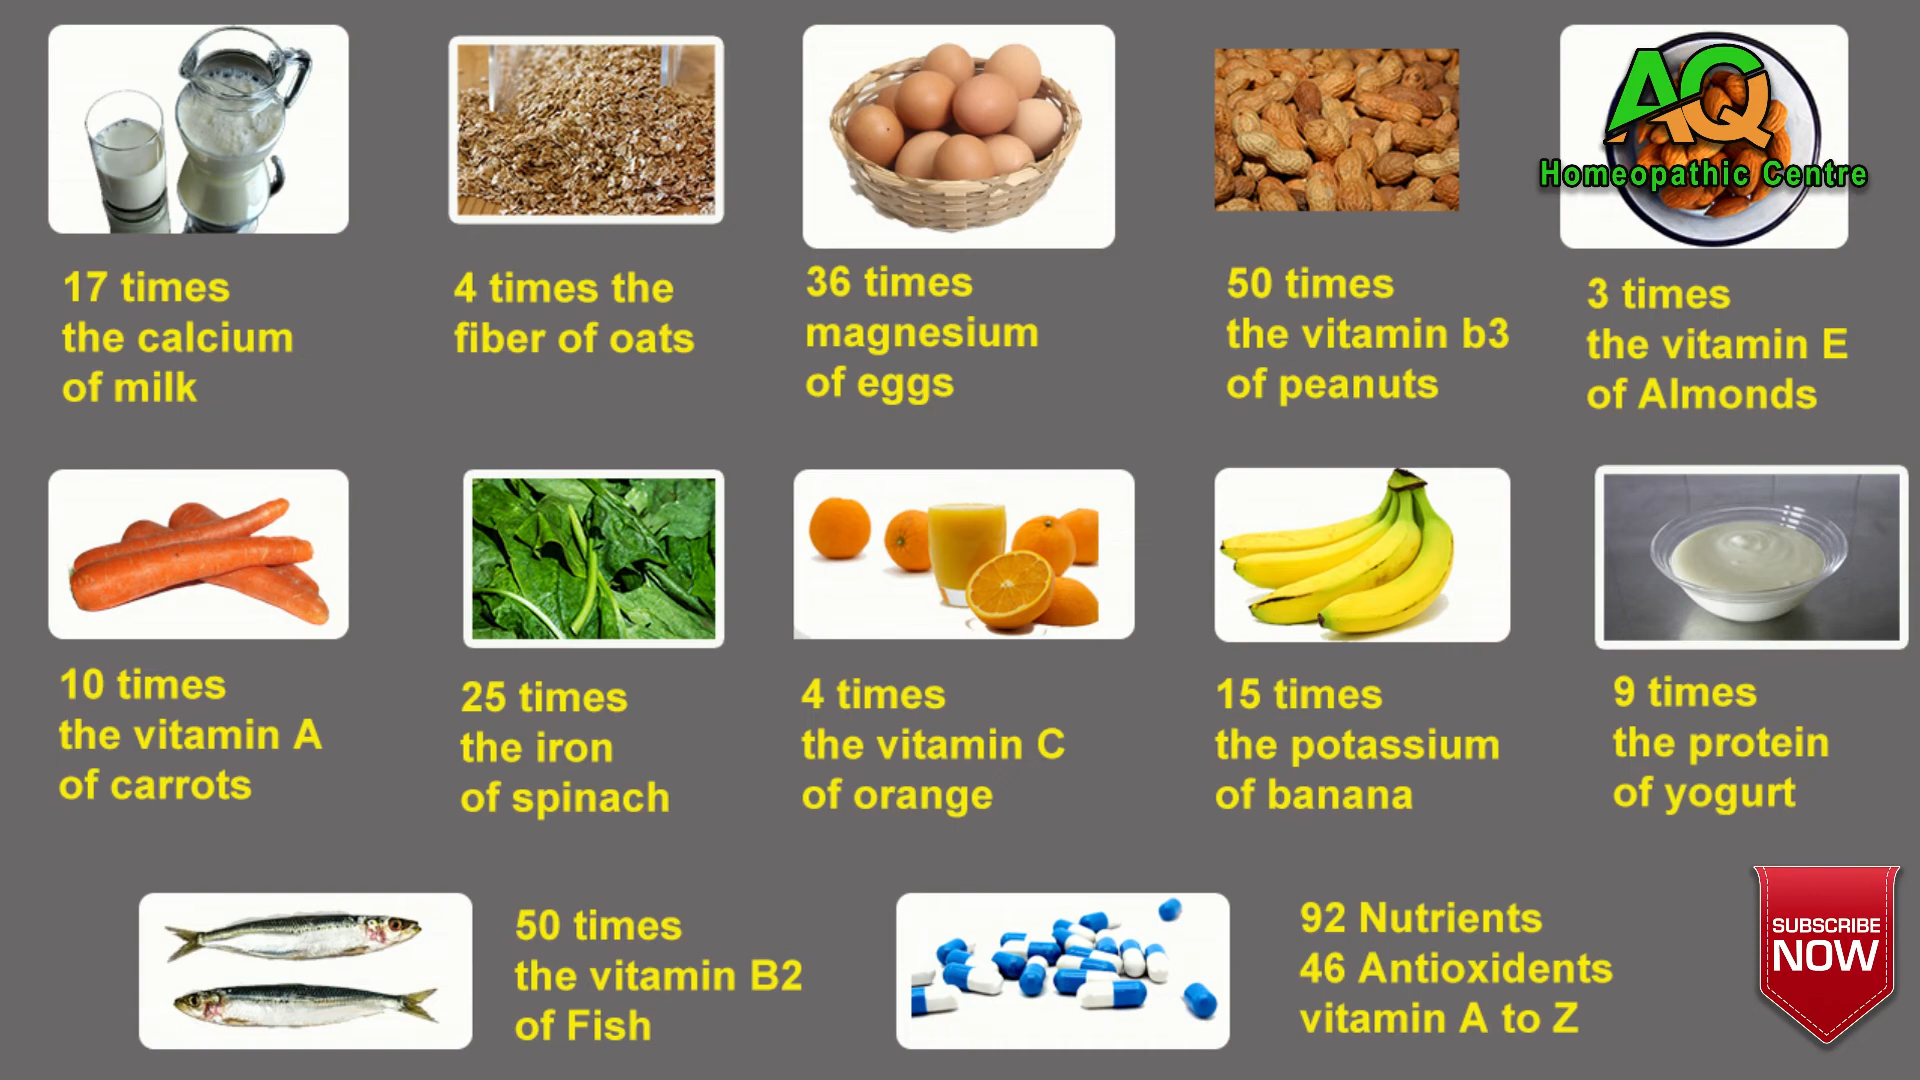 AQ
Homeopathic Centre
17 times
the calcium
of milk
4 times the
fiber of oats
36 times
magnesium
of eggs
50 times
the vitamin b3
of peanuts
3 times
the vitamin E
of Almonds
10 times
the vitamin A
of carrots
25 times
the iron
of spinach
4 times
the vitamin C
of orange
15 times
the potassium
of banana
9 times
the protein
of yogurt
50 times
the vitamin B2
of Fish
92 Nutrients
46 Antioxidents
vitamin A to Z
SUBSCRIBE
NOW